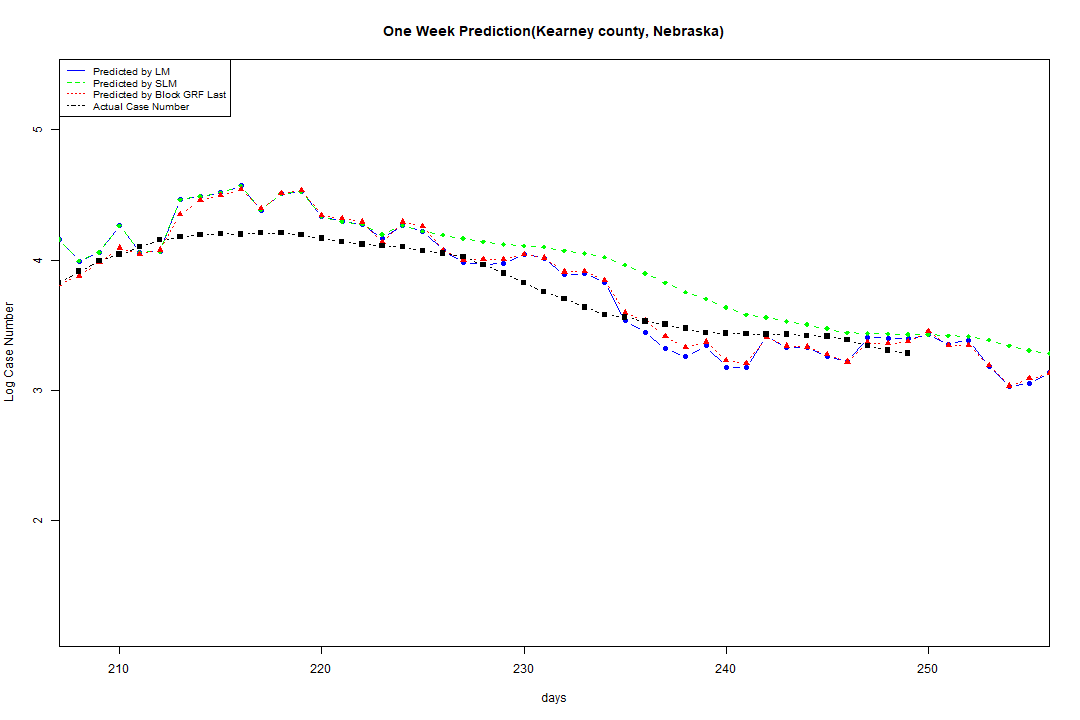 One Week Prediction(Kearney county, Nebraska)
Predicted by LM
Predicted by SLM
Predicted by Block GRF Last
Actual Case Number
5
4
3
2
Log Case Number
210 220 230 240 250
days